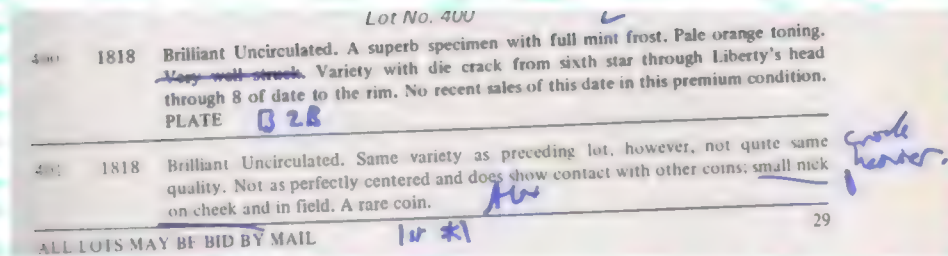 Lot No. 400
400 1818 Brilliant Uncirculated. A superb specimen with full mint frost. Pale orange toning.
Very well struck. Variety with die crack from sixth star through Liberty's head
through 8 of date to the rim. No recent sales of this date in this premium condition.
PLATE B 2B
401 1818 Brilliant Uncirculated. Same variety as preceding lot, however, not quite same
quality. Not as perfectly centered and does show contact with other coins; small nick
on cheek and in field. A rare coin.
heavier.
ALL LOTS MAY BE BID BY MAIL
29